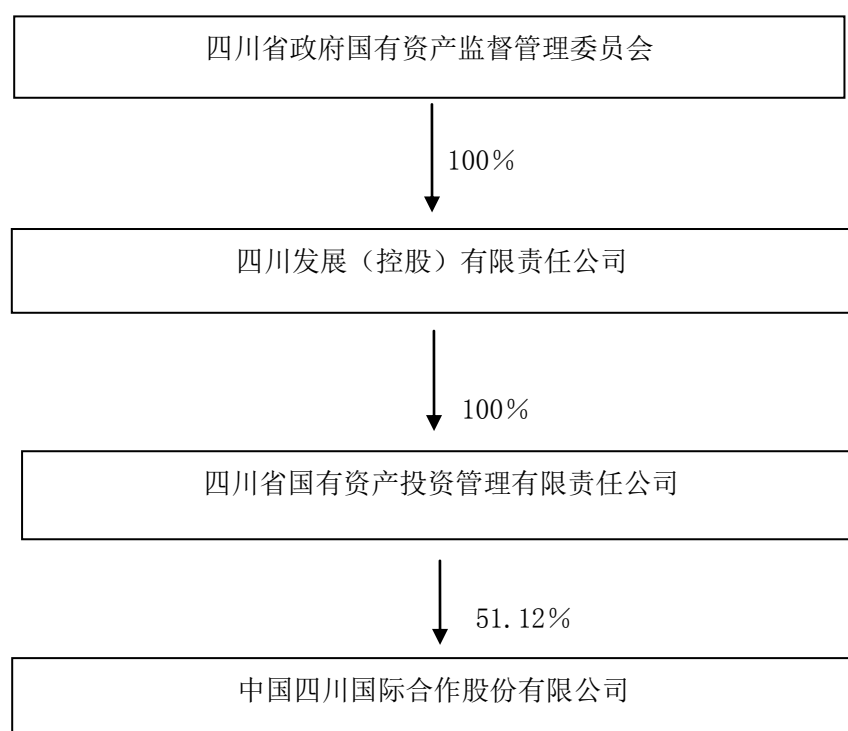 四川省政府国有资产监督管理委员会
100％
四川发展（控股）有限责任公司
100％
四川省国有资产投资管理有限责任公司
51.12％
中国四川国际合作股份有限公司